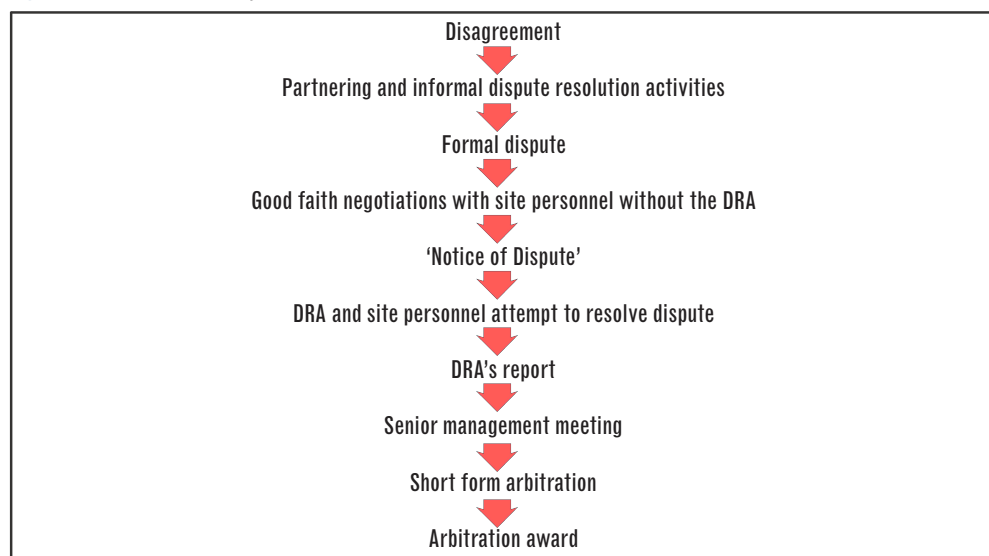 Disagreement
Partnering and informal dispute resolution activities
Formal dispute
Good faith negotiations with site personnel without the DRA
‘Notice of Dispute’
DRA and site personnel attempt to resolve dispute
DRA’s report
Senior management meeting
Short form arbitration
Arbitration award